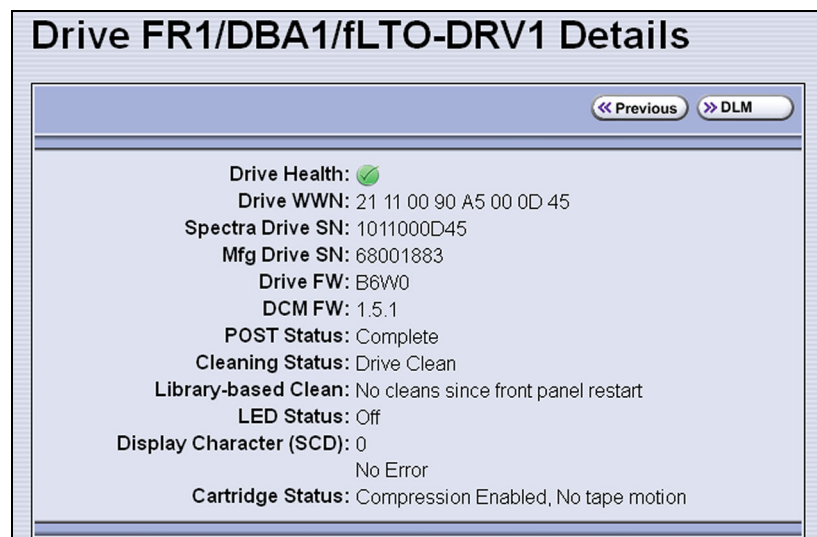 Drive FR1/DBA1/fLTO-DRV1 Details
Previous DLM
Drive Health:
Drive WWN: 21 11 00 90 A5 00 0D 45
Spectra Drive SN: 1011000D45
Mfg Drive SN: 68001883
Drive FW: B6W0
DCM FW: 1.5.1
POST Status: Complete
Cleaning Status: Drive Clean
Library-based Clean: No cleans since front panel restart
LED Status: Off
Display Character (SCD): 0
No Error
Cartridge Status: Compression Enabled, No tape motion